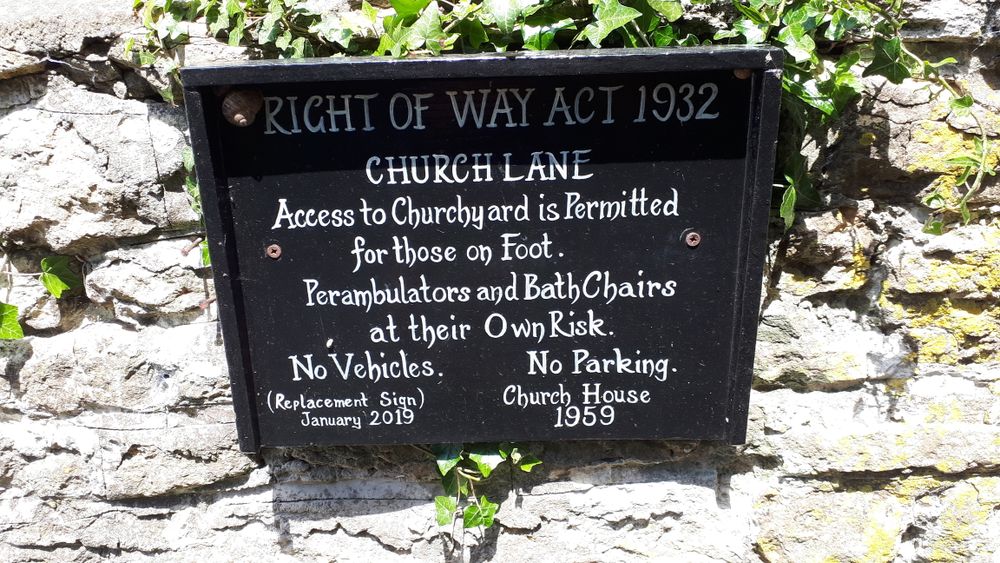 RIGHT OF WAY ACT 1932
CHURCH LANE
Access to Churchyard is Permitted
for those on Foot.
Perambulators and Bath Chairs
at their Own Risk.
No Vehicles. No Parking.
(Replacement Sign) Church House
January 2019 1959